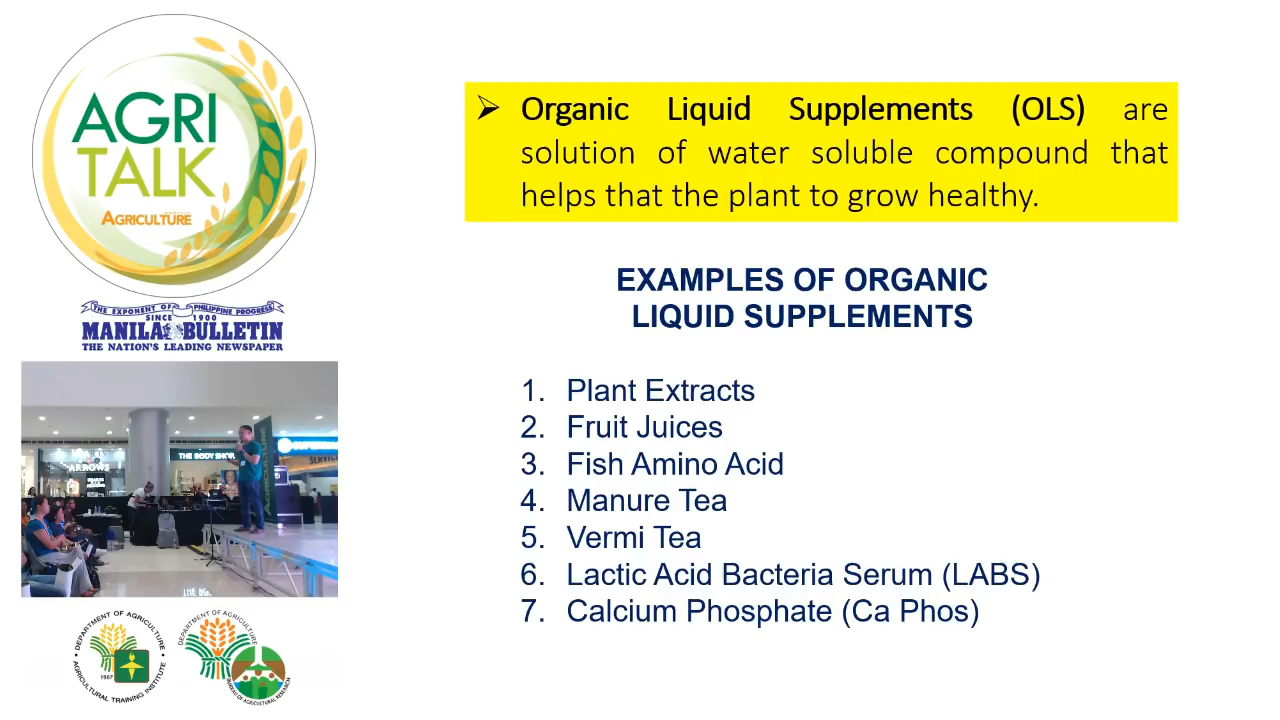 AGRI
TALK
AGRICULTURE
THE EXPONENT OF PHILIPPINE PROGRESS
SINCE 1900
MANILA BULLETIN
THE NATION'S LEADING NEWSPAPER
➢ Organic Liquid Supplements (OLS) are
solution of water soluble compound that
helps that the plant to grow healthy.
EXAMPLES OF ORGANIC
LIQUID SUPPLEMENTS
1. Plant Extracts
2. Fruit Juices
3. Fish Amino Acid
4. Manure Tea
5. Vermi Tea
6. Lactic Acid Bacteria Serum (LABS)
7. Calcium Phosphate (Ca Phos)
ARROWS
THE BODY SHOP
DEPARTMENT OF AGRICULTURE
1987
AGRICULTURAL TRAINING INSTITUTE
DEPARTMENT OF AGRICULTURE
BUREAU OF AGRICULTURAL RESEARCH